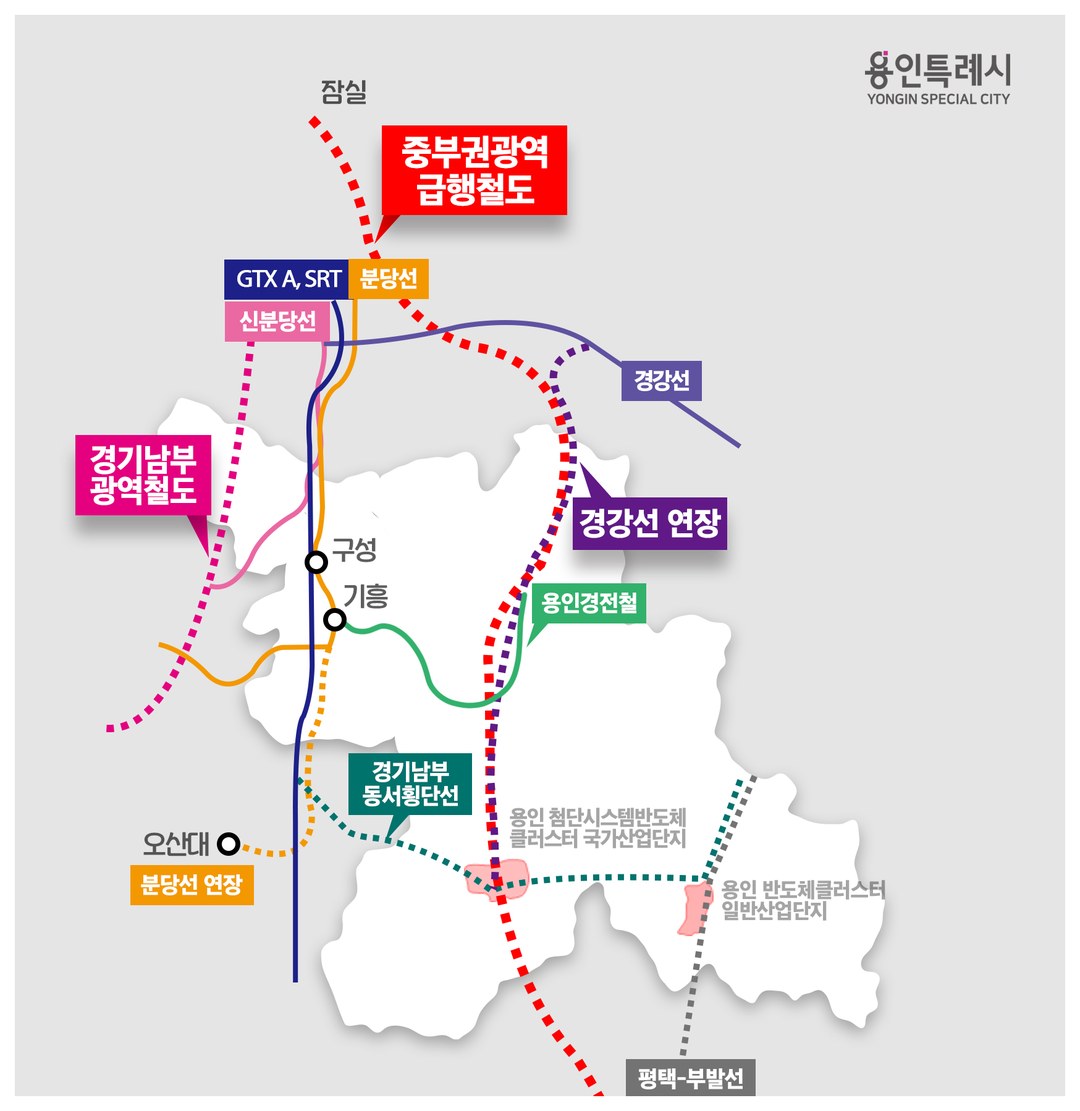 용인특례시
YONGIN SPECIAL CITY
잠실
중부권광역
급행철도
GTX A, SRT
분당선
신분당선
경강선
경기남부
광역철도
경강선 연장
구성
기흥
용인경전철
경기남부
동서횡단선
용인 첨단시스템반도체
클러스터 국가산업단지
오산대
분당선 연장
용인 반도체클러스터
일반산업단지
평택-부발선